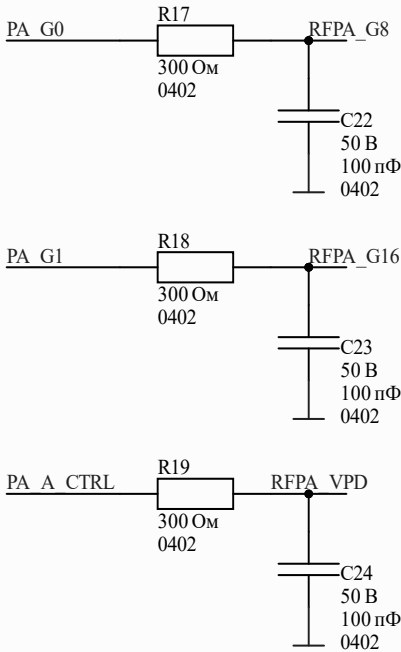 R17
PA_G0 RFPA_G8
300 Ом
0402
C22
50 В
100 пФ
0402
R18
PA_G1 RFPA_G16
300 Ом
0402
C23
50 В
100 пФ
0402
R19
PA_A_CTRL RFPA_VPD
300 Ом
0402
C24
50 В
100 пФ
0402